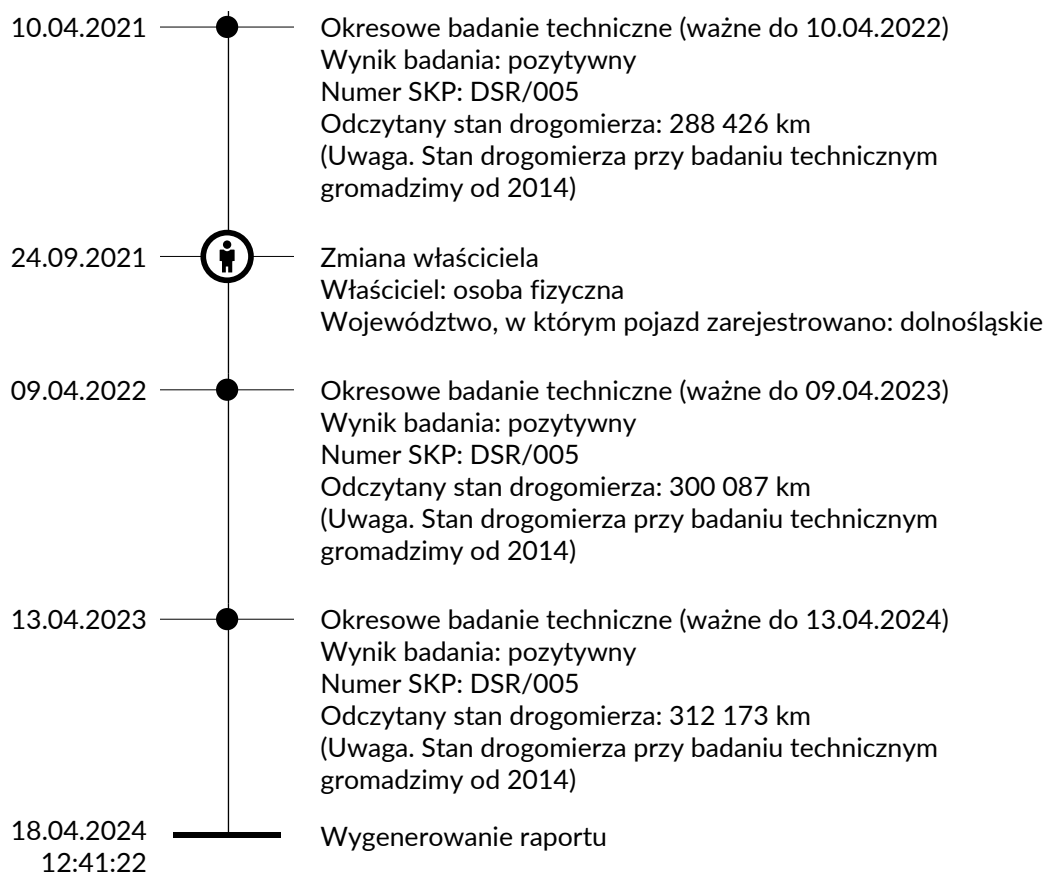 10.04.2021
Okresowe badanie techniczne (ważne do 10.04.2022)
Wynik badania: pozytywny
Numer SKP: DSR/005
Odczytany stan drogomierza: 288 426 km
(Uwaga. Stan drogomierza przy badaniu technicznym
gromadzimy od 2014)
24.09.2021
Zmiana właściciela
Właściciel: osoba fizyczna
Województwo, w którym pojazd zarejestrowano: dolnośląskie
09.04.2022
Okresowe badanie techniczne (ważne do 09.04.2023)
Wynik badania: pozytywny
Numer SKP: DSR/005
Odczytany stan drogomierza: 300 087 km
(Uwaga. Stan drogomierza przy badaniu technicznym
gromadzimy od 2014)
13.04.2023
Okresowe badanie techniczne (ważne do 13.04.2024)
Wynik badania: pozytywny
Numer SKP: DSR/005
Odczytany stan drogomierza: 312 173 km
(Uwaga. Stan drogomierza przy badaniu technicznym
gromadzimy od 2014)
18.04.2024
12:41:22
Wygenerowanie raportu